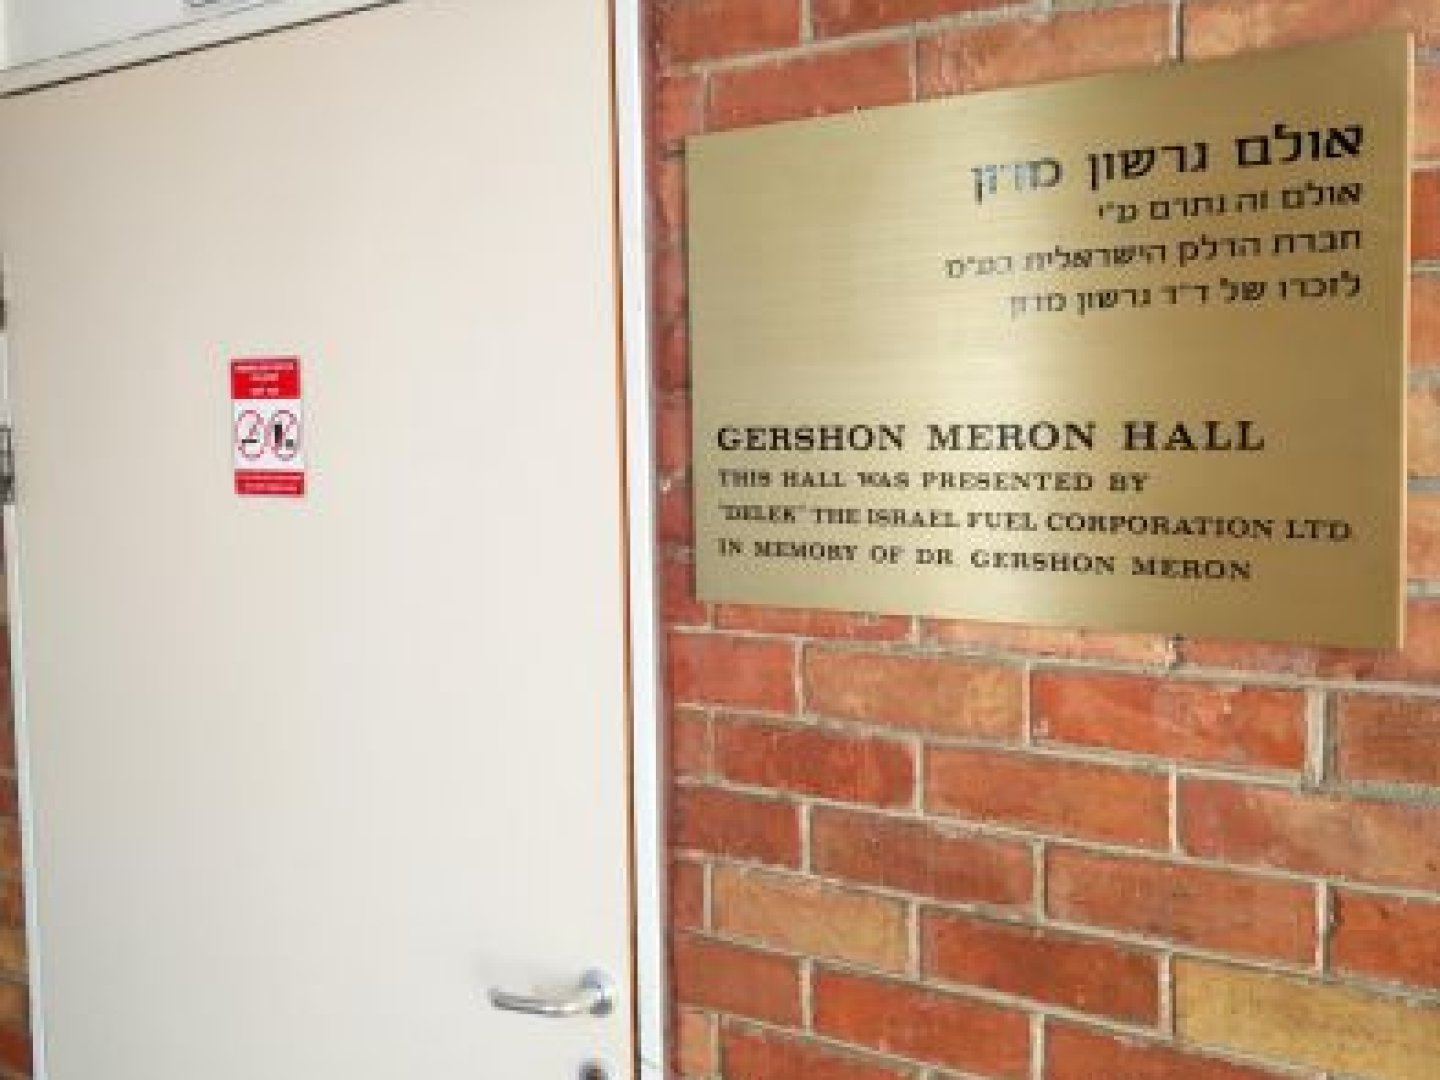 אולם גרשון מרון
אולם זה נתרם ע"י
חברת הדלק הישראלית בע"מ
לזכרו של ד"ר גרשון מרון
GERSHON MERON HALL
THIS HALL WAS PRESENTED BY
"DELEK" THE ISRAEL FUEL CORPORATION LTD
IN MEMORY OF DR GERSHON MERON